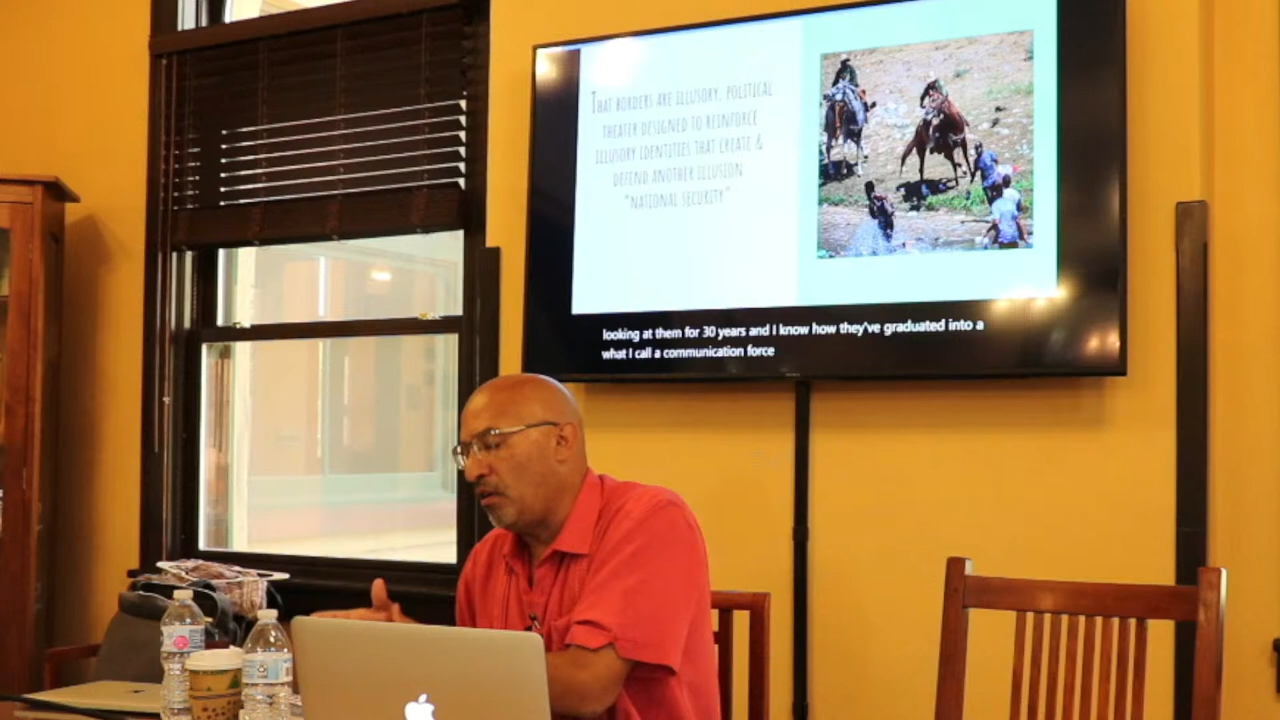 THAT BORDERS ARE ILLUSORY, POLITICAL
THEATER DESIGNED TO REINFORCE
ILLUSORY IDENTITIES THAT CREATE &
DEFEND ANOTHER ILLUSION
"NATIONAL SECURITY"
looking at them for 30 years and I know how they've graduated into a
what I call a communication force